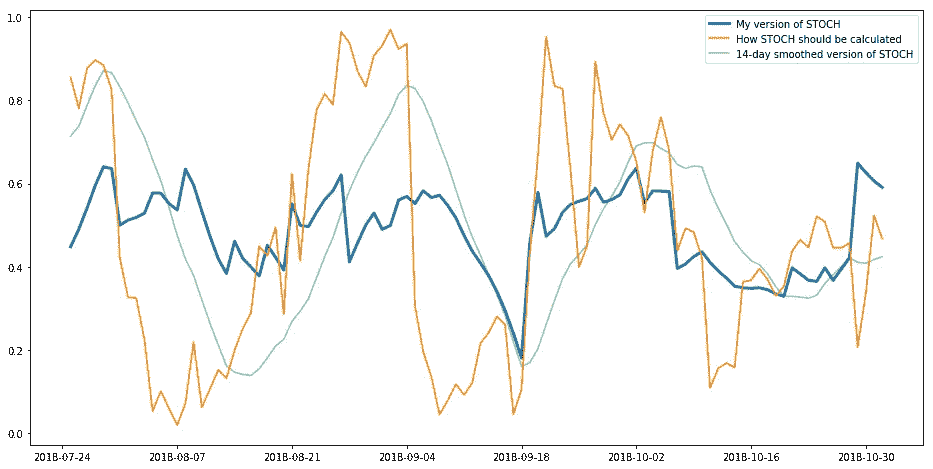 My version of STOCH
How STOCH should be calculated
14-day smoothed version of STOCH
1.0
0.8
0.6
0.4
0.2
0.0
2018-07-24 2018-08-07 2018-08-21 2018-09-04 2018-09-18 2018-10-02 2018-10-16 2018-10-30